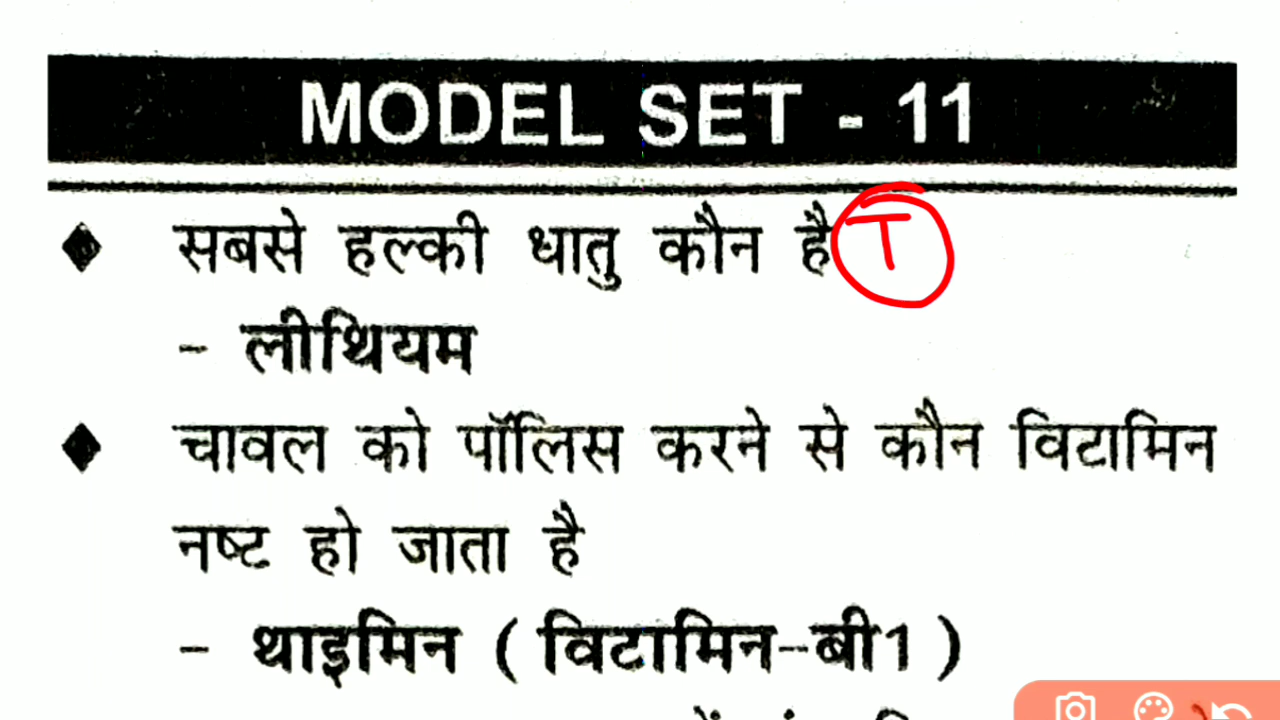 MODEL SET - 11
◆ सबसे हल्की धातु कौन है T
- लीथियम
◆ चावल को पॉलिस करने से कौन विटामिन
नष्ट हो जाता है
- थाइमिन ( विटामिन-बी1 )